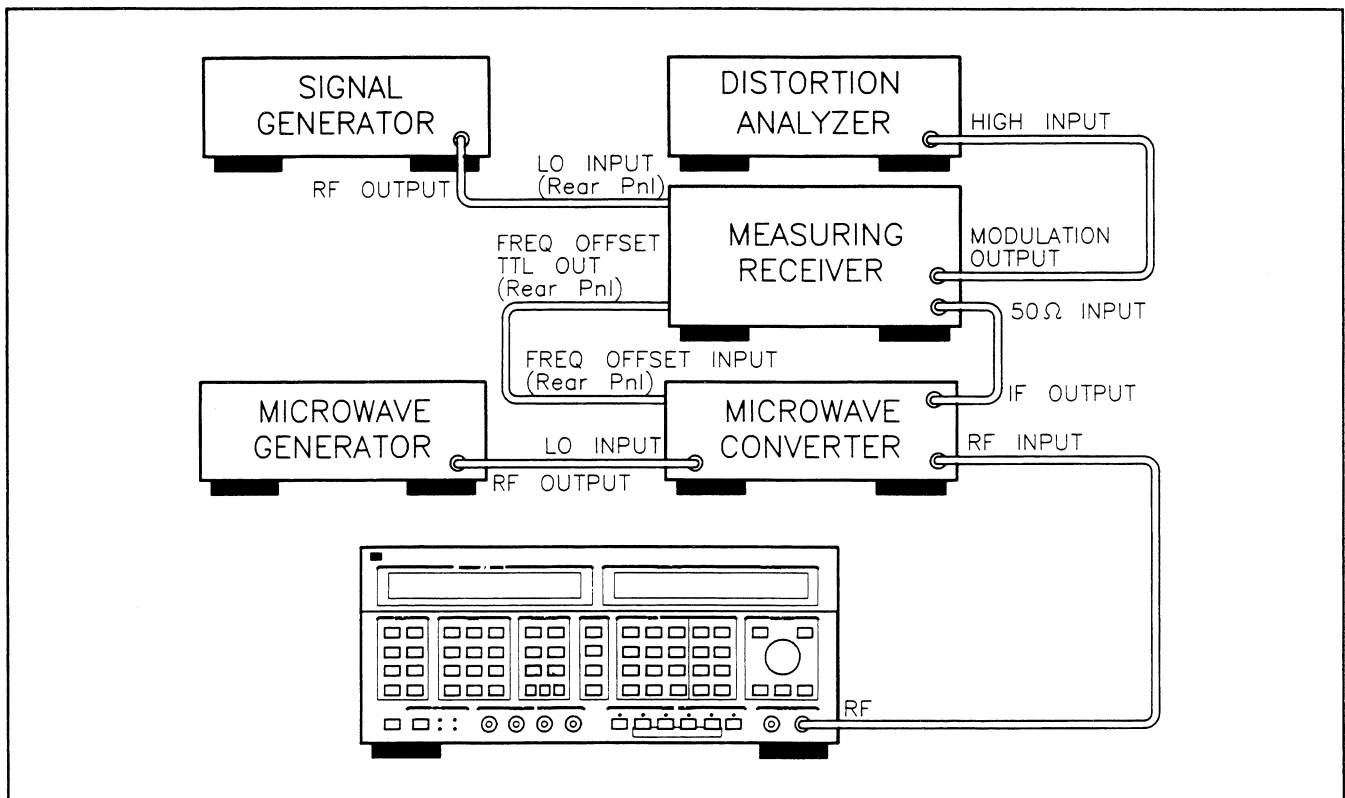 SIGNAL
GENERATOR
RF OUTPUT
DISTORTION
ANALYZER
HIGH INPUT
LO INPUT
(Rear Pnl)
MEASURING
RECEIVER
MODULATION
OUTPUT
50Ω INPUT
FREQ OFFSET
TTL OUT
(Rear Pnl)
FREQ OFFSET INPUT
(Rear Pnl)
MICROWAVE
GENERATOR
RF OUTPUT
LO INPUT
MICROWAVE
CONVERTER
IF OUTPUT
RF INPUT
RF